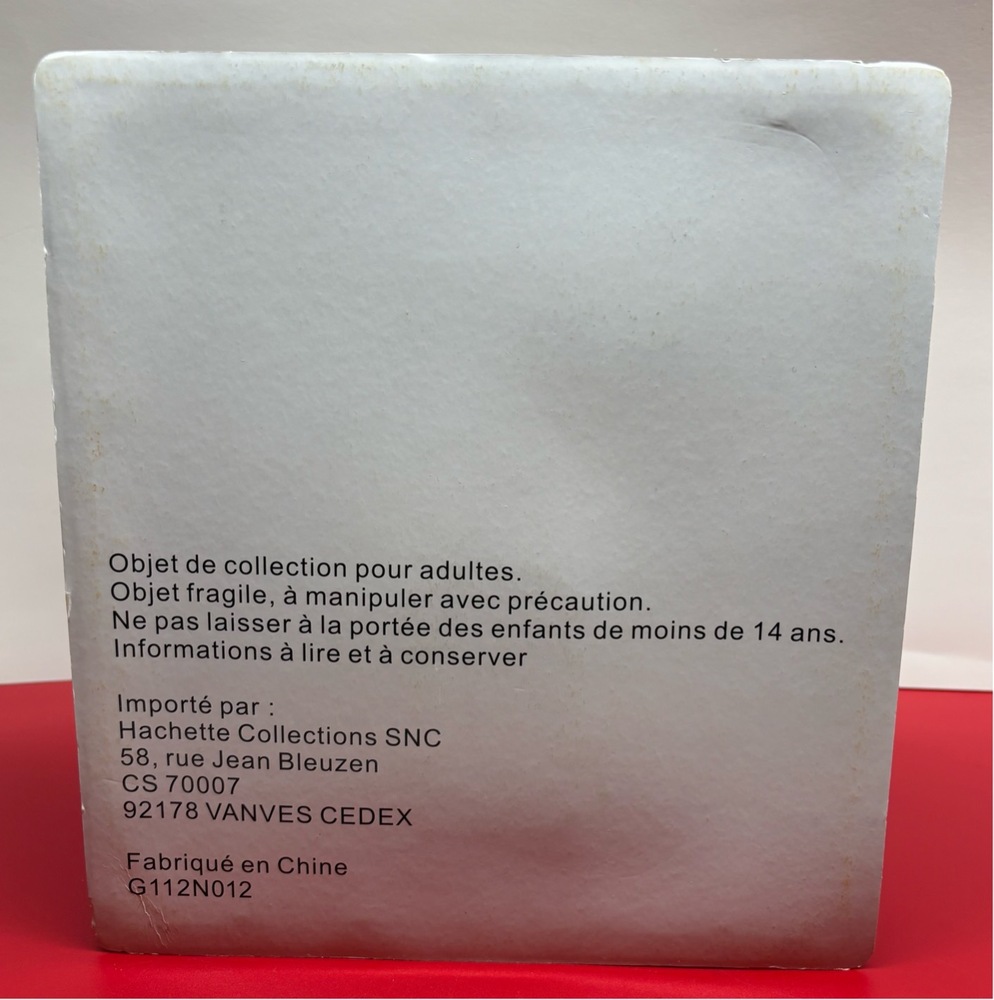 Objet de collection pour adultes.
Objet fragile, à manipuler avec précaution.
Ne pas laisser à la portée des enfants de moins de 14 ans.
Informations à lire et à conserver
Importé par :
Hachette Collections SNC
58, rue Jean Bleuzen
CS 70007
92178 VANVES CEDEX
Fabriqué en Chine
G112N012